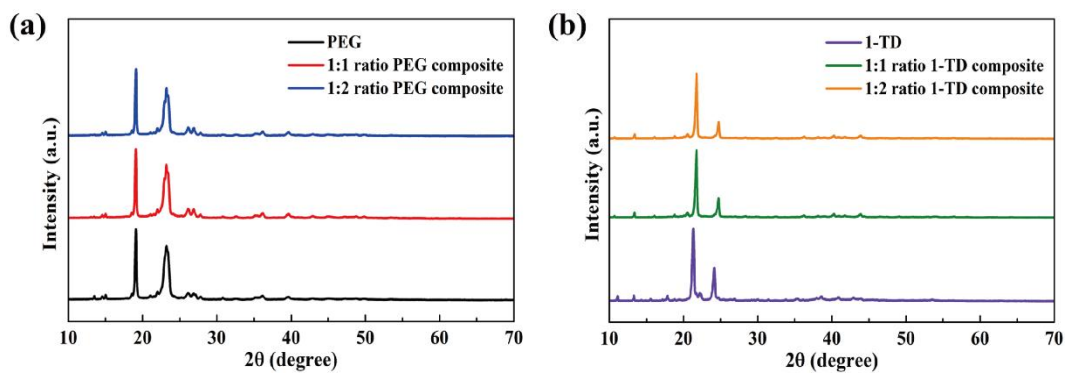 (a)
PEG
1:1 ratio PEG composite
1:2 ratio PEG composite
Intensity (a.u.)
10 20 30 40 50 60 70
2θ (degree)
(b)
1-TD
1:1 ratio 1-TD composite
1:2 ratio 1-TD composite
Intensity (a.u.)
10 20 30 40 50 60 70
2θ (degree)